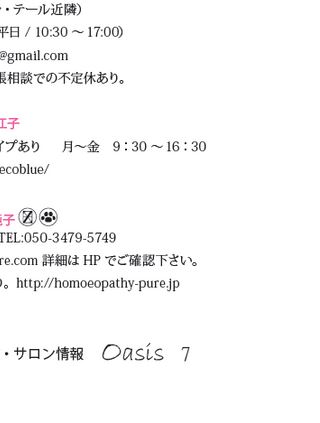 ・テール近隣）
平日 / 10:30 ～ 17:00）
@gmail.com
張相談での不定休あり。
江子
イプあり　月～金　9：30 ～ 16：30
ecoblue/
子
TEL:050-3479-5749
re.com 詳細は HP でご確認下さい。
。http://homoeopathy-pure.jp
・サロン情報　Oasis　7